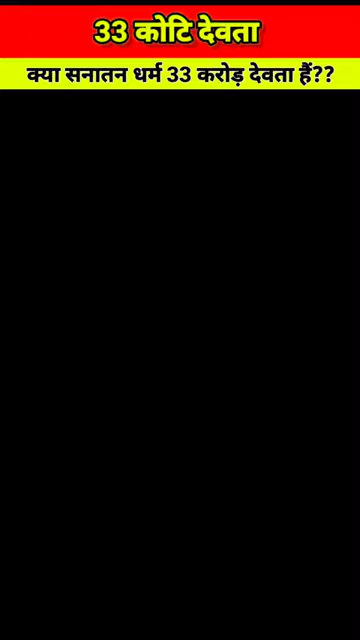 33 कोटि देवता
क्या सनातन धर्म 33 करोड़ देवता हैं??